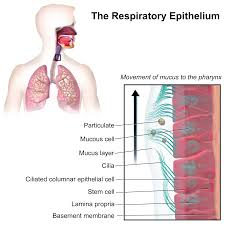 The Respiratory Epithelium
Movement of mucus to the pharynx
Particulate
Mucous cell
Mucus layer
Cilia
Ciliated columnar epithelial cell
Stem cell
Lamina propria
Basement membrane